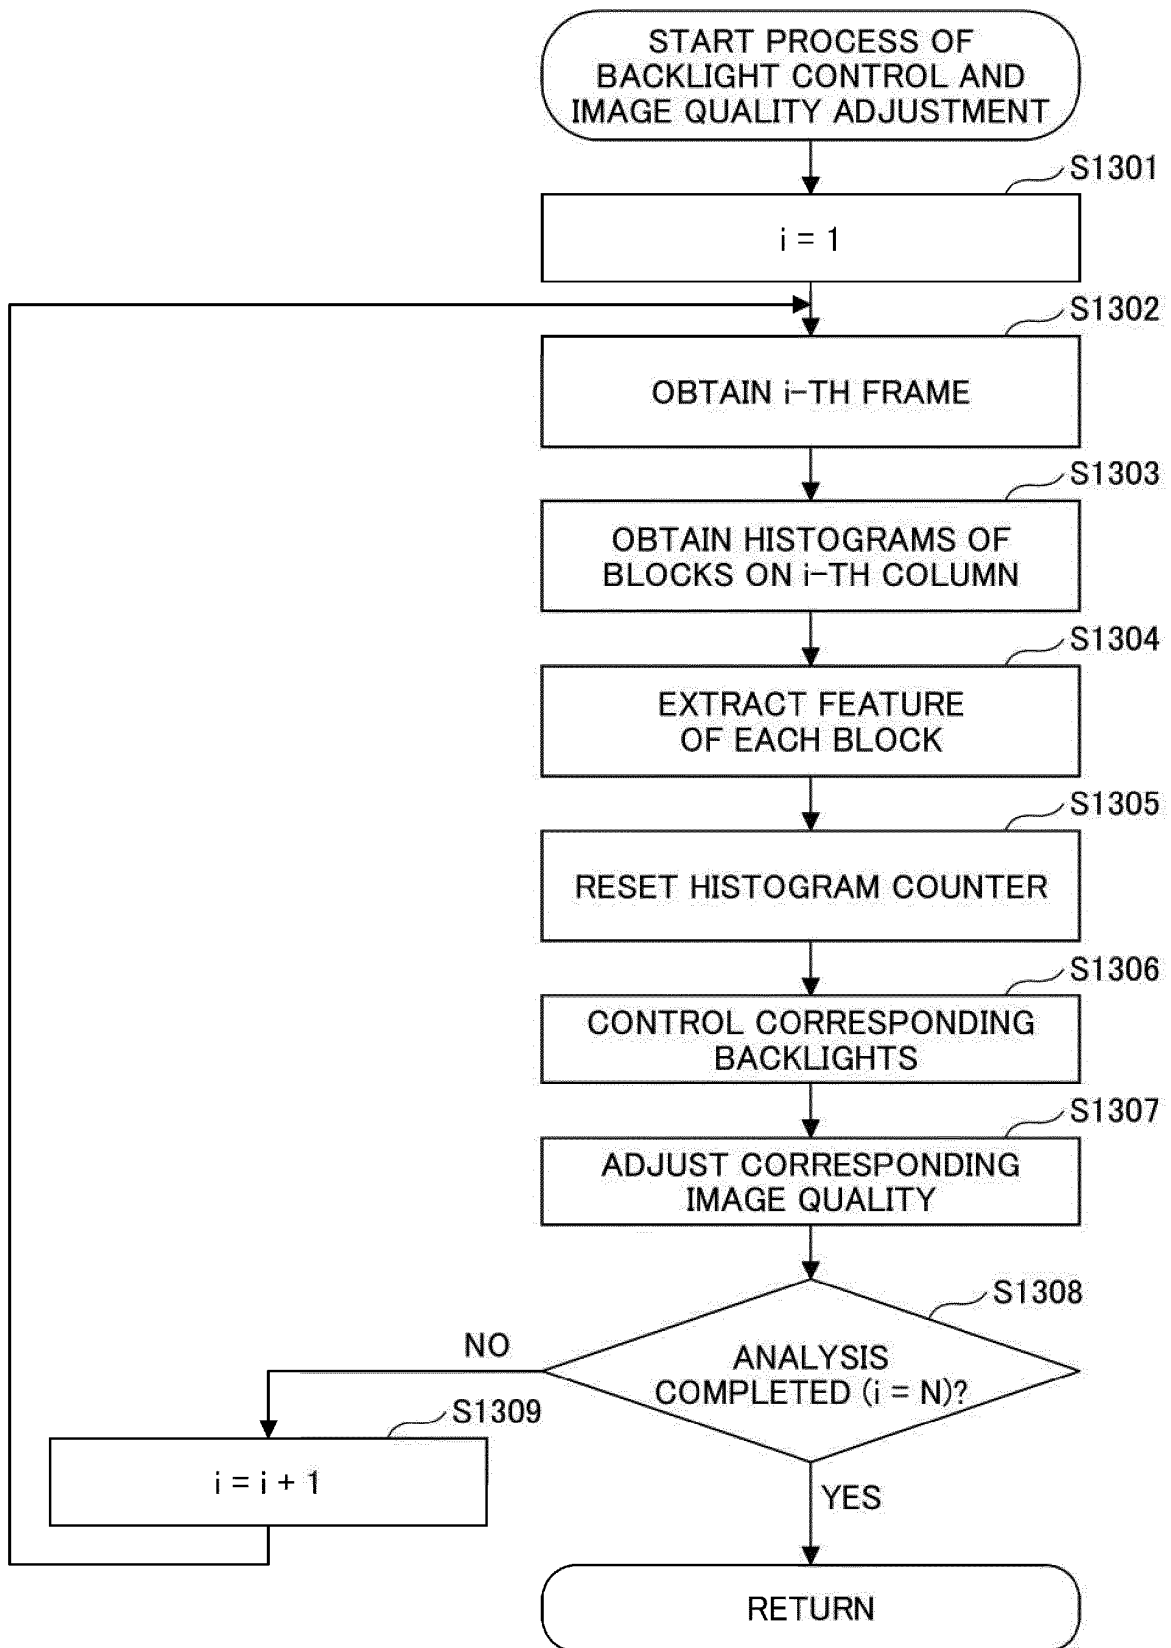 START PROCESS OF
BACKLIGHT CONTROL AND
IMAGE QUALITY ADJUSTMENT
S1301
i = 1
S1302
OBTAIN i-TH FRAME
S1303
OBTAIN HISTOGRAMS OF
BLOCKS ON i-TH COLUMN
S1304
EXTRACT FEATURE
OF EACH BLOCK
S1305
RESET HISTOGRAM COUNTER
S1306
CONTROL CORRESPONDING
BACKLIGHTS
S1307
ADJUST CORRESPONDING
IMAGE QUALITY
S1308
ANALYSIS
COMPLETED (i = N)?
NO
S1309
i = i + 1
YES
RETURN